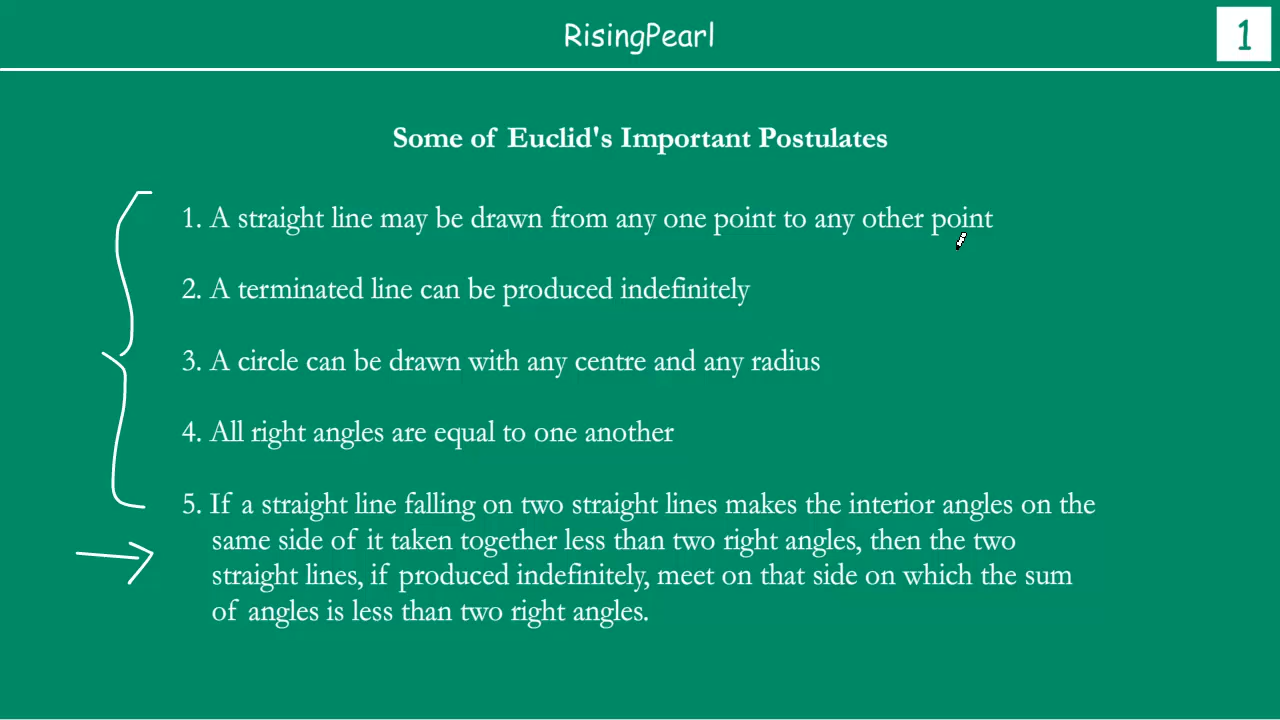 RisingPearl
1
Some of Euclid's Important Postulates
1. A straight line may be drawn from any one point to any other point
2. A terminated line can be produced indefinitely
3. A circle can be drawn with any centre and any radius
4. All right angles are equal to one another
5. If a straight line falling on two straight lines makes the interior angles on the
same side of it taken together less than two right angles, then the two
straight lines, if produced indefinitely, meet on that side on which the sum
of angles is less than two right angles.